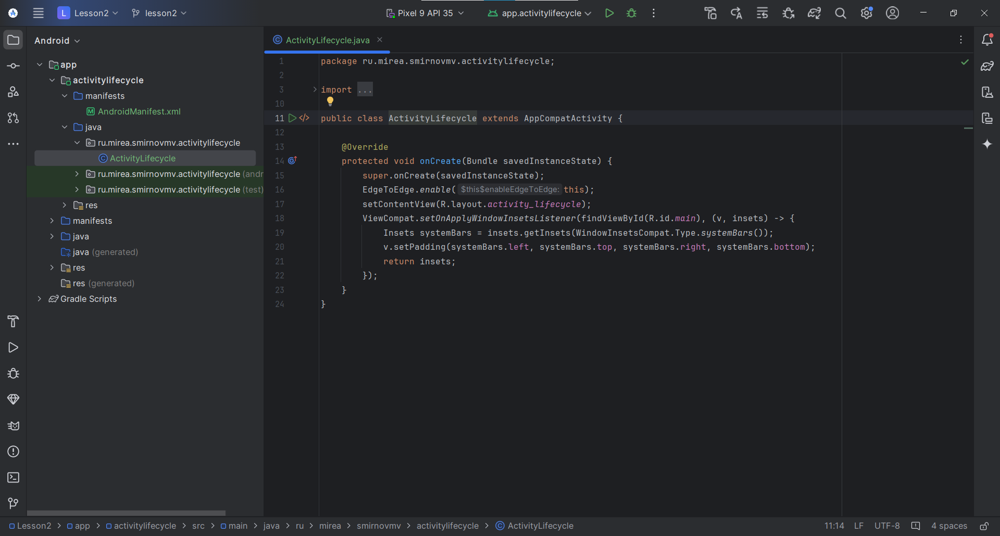 L Lesson2 lesson2 Pixel 9 API 35 app.activitylifecycle
Android
app
activitylifecycle
manifests
M AndroidManifest.xml
java
ru.mirea.smirnovmv.activitylifecycle
C ActivityLifecycle
ru.mirea.smirnovmv.activitylifecycle (andr
ru.mirea.smirnovmv.activitylifecycle (test)
res
manifests
java
java (generated)
res
res (generated)
Gradle Scripts
C ActivityLifecycle.java
1 package ru.mirea.smirnovmv.activitylifecycle;
2
3 import ...
10
11 public class ActivityLifecycle extends AppCompatActivity {
12
13 @Override
14 protected void onCreate(Bundle savedInstanceState) {
15 super.onCreate(savedInstanceState);
16 EdgeToEdge.enable( $this$enableEdgeToEdge: this);
17 setContentView(R.layout.activity_lifecycle);
18 ViewCompat.setOnApplyWindowInsetsListener(findViewById(R.id.main), (v, insets) -> {
19 Insets systemBars = insets.getInsets(WindowInsetsCompat.Type.systemBars());
20 v.setPadding(systemBars.left, systemBars.top, systemBars.right, systemBars.bottom);
21 return insets;
22 });
23 }
24 }
Lesson2 > app > activitylifecycle > src > main > java > ru > mirea > smirnovmv > activitylifecycle > C ActivityLifecycle 11:14 LF UTF-8 4 spaces